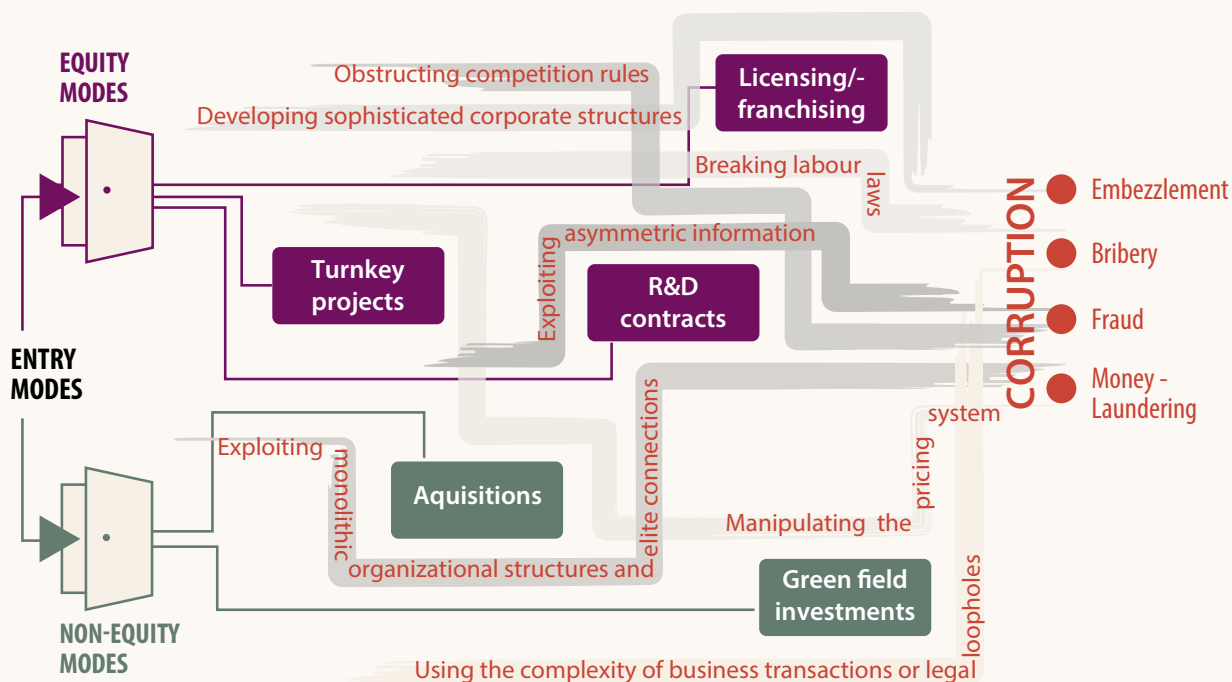 EQUITY
MODES
Obstructing competition rules
Developing sophisticated corporate structures
Licensing/-
franchising
Breaking labour
laws
Exploiting
asymmetric information
Turnkey
projects
R&D
contracts
ENTRY
MODES
CORRUPTION
Embezzlement
Bribery
Fraud
Money -
Laundering
Exploiting
monolithic
organizational structures and
elite connections
Aquisitions
Manipulating the
pricing
system
Green field
investments
NON-EQUITY
MODES
Using the complexity of business transactions or legal
loopholes